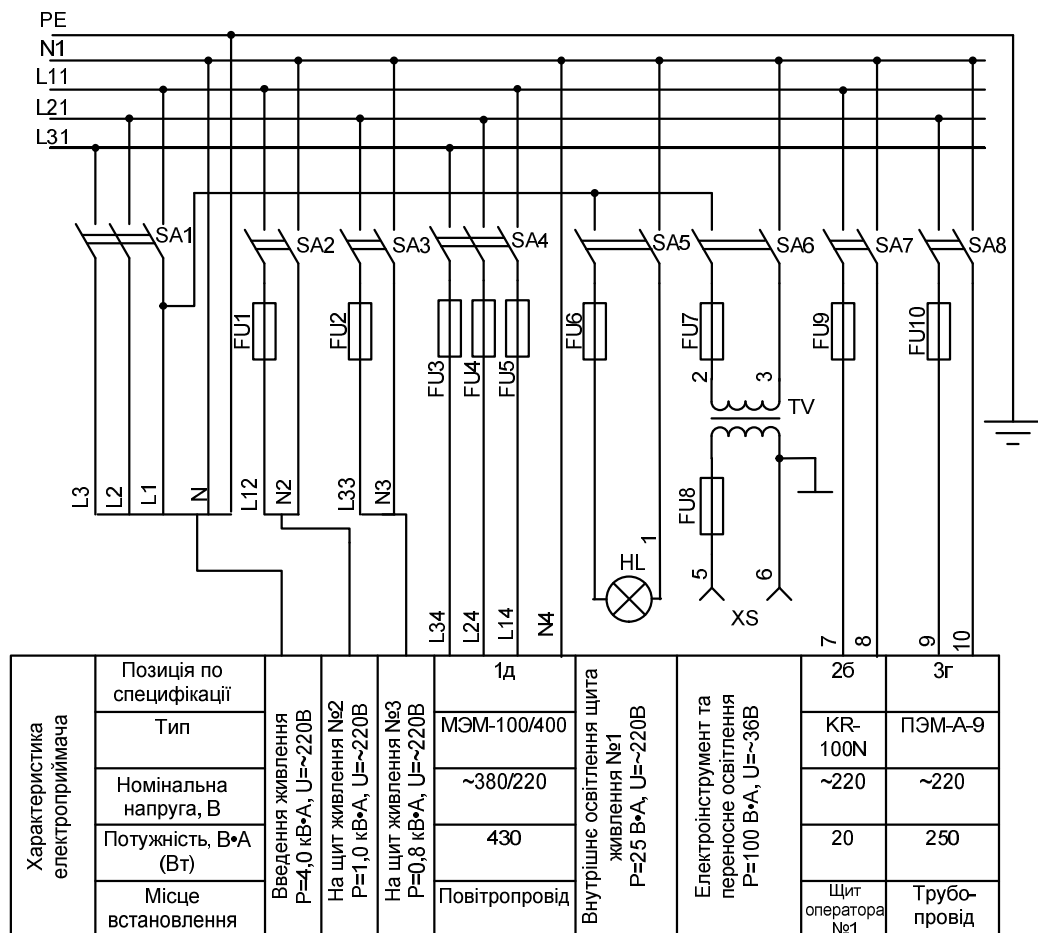 PE
N1
L11
L21
L31
SA1
SA2
SA3
SA4
SA5
SA6
SA7
SA8
FU1
FU2
FU3
FU4
FU5
FU6
FU7
FU9
FU10
2
3
TV
L3
L2
L1
N
L12
N2
L33
N3
FU8
1
HL
5
6
XS
L34
L24
L14
N4
7
8
9
10
Характеристика
електроприймача
Позиція по
специфікації
Тип
Номінальна
напруга, В
Потужність, В•А
(Вт)
Місце
встановлення
Введення живлення
P=4,0 кВ•А, U=~220В
На щит живлення №2
P=1,0 кВ•А, U=~220В
На щит живлення №3
P=0,8 кВ•А, U=~220В
1д
МЭМ-100/400
~380/220
430
Повітропровід
Внутрішнє освітлення щита
живлення №1
P=25 В•А, U=~220В
Електроінструмент та
переносне освітлення
P=100 В•А, U=~36В
2б
KR-
100N
~220
20
Щит
оператора
№1
3г
ПЭМ-А-9
~220
250
Трубо-
провід